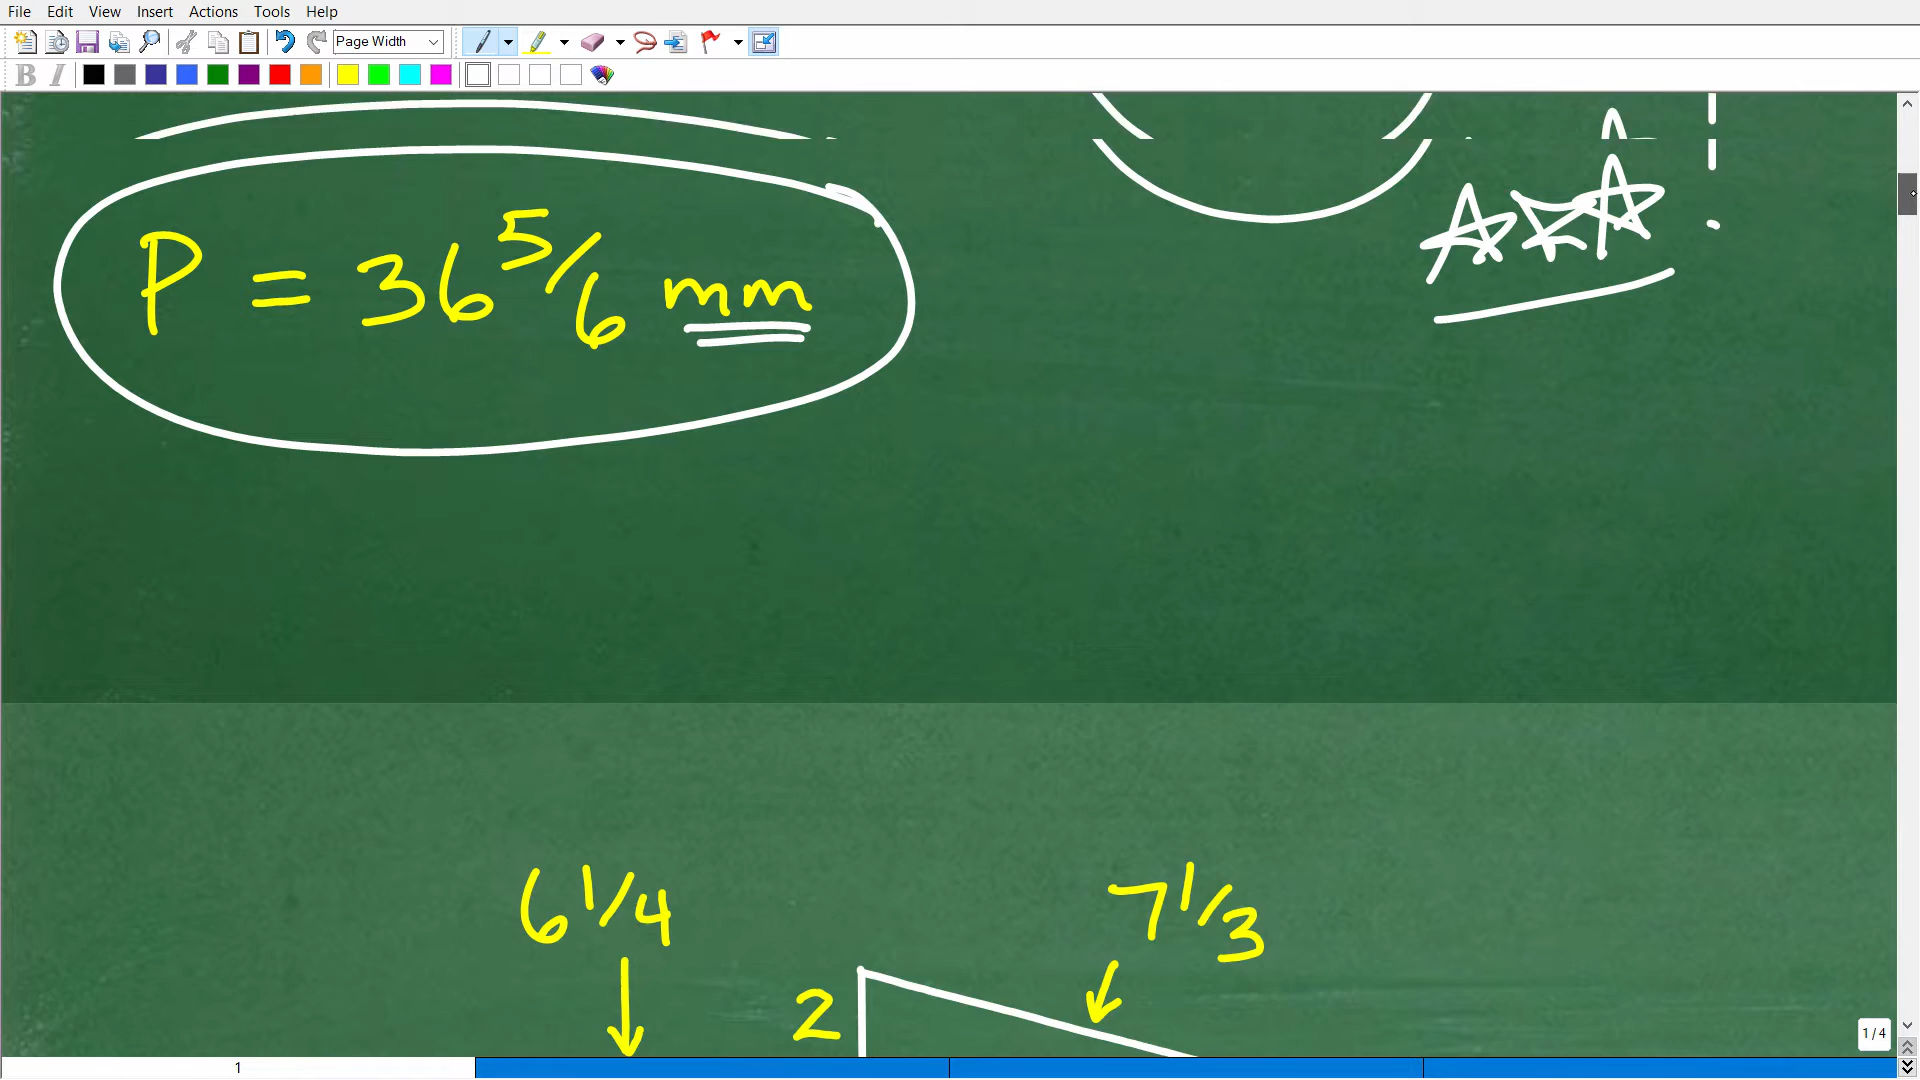 File Edit View Insert Actions Tools Help
Page Width
B I
P = 36 5/6 mm
6 1/4
7 1/3
2
1 / 4
1